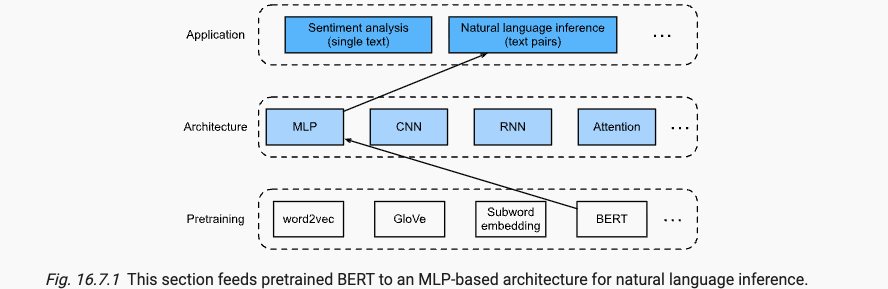 Application
Sentiment analysis
(single text)
Natural language inference
(text pairs)
...
Architecture
MLP
CNN
RNN
Attention
...
Pretraining
word2vec
GloVe
Subword
embedding
BERT
...
Fig. 16.7.1 This section feeds pretrained BERT to an MLP-based architecture for natural language inference.